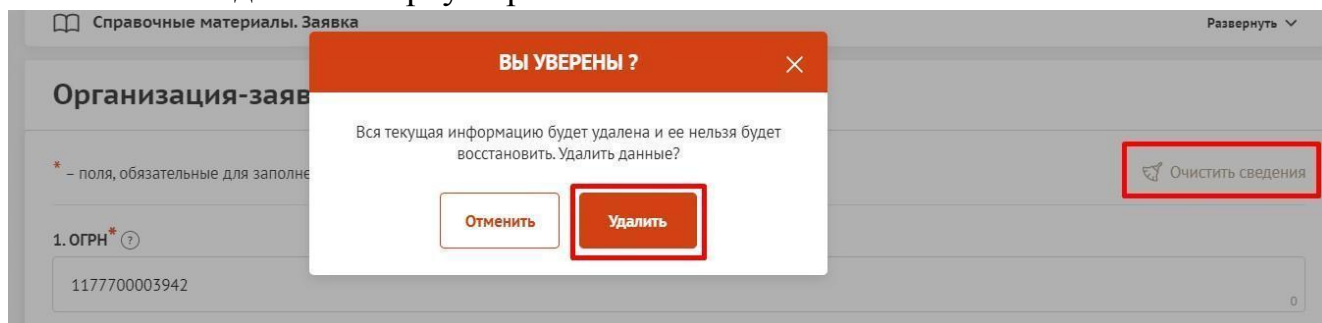 Справочные материалы. Заявка
Развернуть
ВЫ УВЕРЕНЫ ?
Организация-заяв
Вся текущая информацию будет удалена и ее нельзя будет
восстановить. Удалить данные?
* – поля, обязательные для заполне
Очистить сведения
Отменить
Удалить
1. ОГРН* ?
1177700003942
0